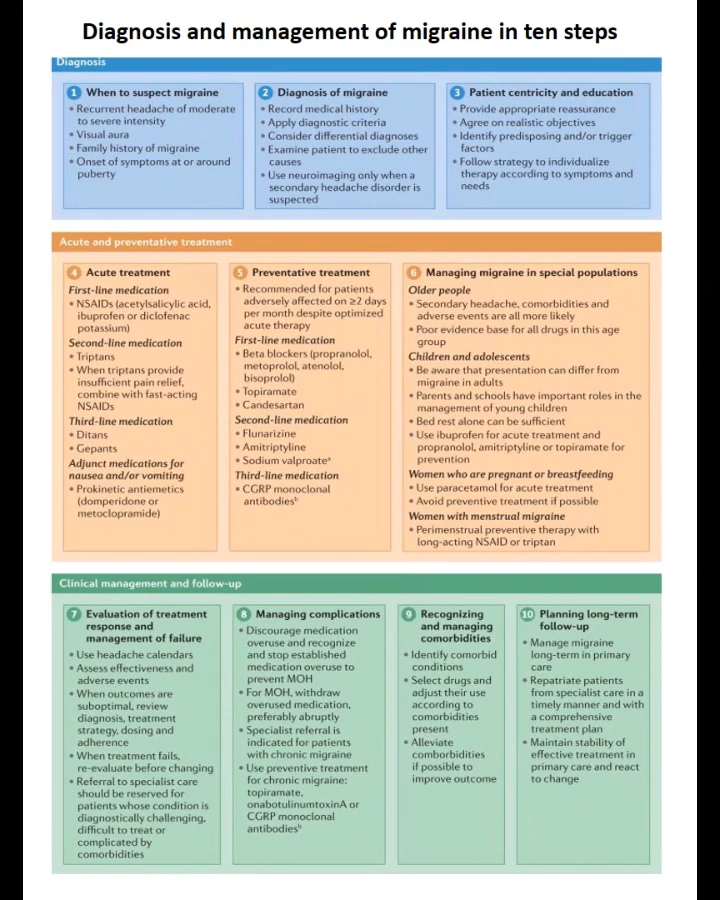 Diagnosis and management of migraine in ten steps
Diagnosis
1 When to suspect migraine
• Recurrent headache of moderate
to severe intensity
• Visual aura
• Family history of migraine
• Onset of symptoms at or around
puberty
2 Diagnosis of migraine
• Record medical history
• Apply diagnostic criteria
• Consider differential diagnoses
• Examine patient to exclude other
causes
• Use neuroimaging only when a
secondary headache disorder is
suspected
3 Patient centricity and education
• Provide appropriate reassurance
• Agree on realistic objectives
• Identify predisposing and/or trigger
factors
• Follow strategy to individualize
therapy according to symptoms and
needs
Acute and preventative treatment
4 Acute treatment
First-line medication
• NSAIDs (acetylsalicylic acid,
ibuprofen or diclofenac
potassium)
Second-line medication
• Triptans
• When triptans provide
insufficient pain relief,
combine with fast-acting
NSAIDs
Third-line medication
• Ditans
• Gepants
Adjunct medications for
nausea and/or vomiting
• Prokinetic antiemetics
(domperidone or
metoclopramide)
5 Preventative treatment
• Recommended for patients
adversely affected on ≥2 days
per month despite optimized
acute therapy
First-line medication
• Beta blockers (propranolol,
metoprolol, atenolol,
bisoprolol)
• Topiramate
• Candesartan
Second-line medication
• Flunarizine
• Amitriptyline
• Sodium valproateᵃ
Third-line medication
• CGRP monoclonal
antibodiesᵇ
6 Managing migraine in special populations
Older people
• Secondary headache, comorbidities and
adverse events are all more likely
• Poor evidence base for all drugs in this age
group
Children and adolescents
• Be aware that presentation can differ from
migraine in adults
• Parents and schools have important roles in the
management of young children
• Bed rest alone can be sufficient
• Use ibuprofen for acute treatment and
propranolol, amitriptyline or topiramate for
prevention
Women who are pregnant or breastfeeding
• Use paracetamol for acute treatment
• Avoid preventive treatment if possible
Women with menstrual migraine
• Perimenstrual preventive therapy with
long-acting NSAID or triptan
Clinical management and follow-up
7 Evaluation of treatment
response and
management of failure
• Use headache calendars
• Assess effectiveness and
adverse events
• When outcomes are
suboptimal, review
diagnosis, treatment
strategy, dosing and
adherence
• When treatment fails,
re-evaluate before changing
• Referral to specialist care
should be reserved for
patients whose condition is
diagnostically challenging,
difficult to treat or
complicated by
comorbidities
8 Managing complications
• Discourage medication
overuse and recognize
and stop established
medication overuse to
prevent MOH
• For MOH, withdraw
overused medication,
preferably abruptly
• Specialist referral is
indicated for patients
with chronic migraine
• Use preventive treatment
for chronic migraine:
topiramate,
onabotulinumtoxinA or
CGRP monoclonal
antibodiesᵇ
9 Recognizing
and managing
comorbidities
• Identify comorbid
conditions
• Select drugs and
adjust their use
according to
comorbidities
present
• Alleviate
comborbidities
if possible to
improve outcome
10 Planning long-term
follow-up
• Manage migraine
long-term in primary
care
• Repatriate patients
from specialist care in a
timely manner and with
a comprehensive
treatment plan
• Maintain stability of
effective treatment in
primary care and react
to change